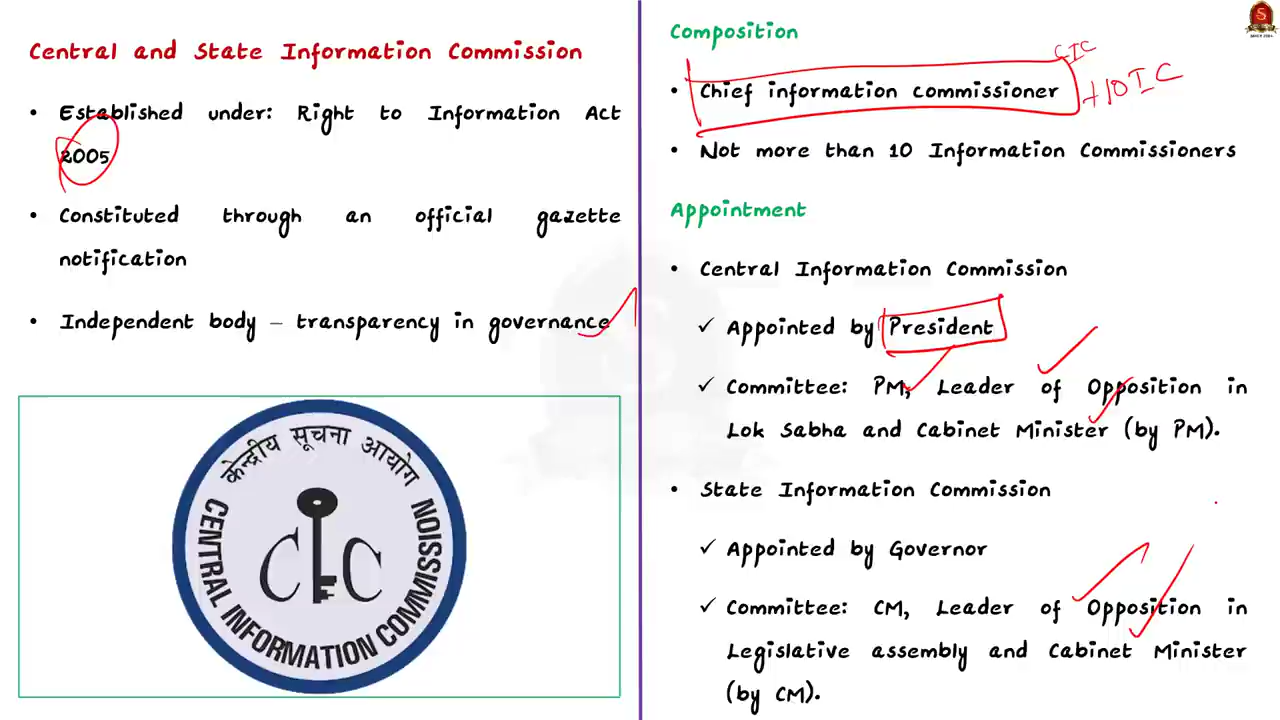 Central and State Information Commission
• Established under: Right to Information Act
2005
• Constituted through an official gazette
notification
• Independent body – transparency in governance
केन्द्रीय सूचना आयोग
CIC
CENTRAL INFORMATION COMMISSION
Composition
CIC
• Chief information commissioner
+10 IC
• Not more than 10 Information Commissioners
Appointment
• Central Information Commission
✓ Appointed by President
✓ Committee: PM, Leader of Opposition in
Lok Sabha and Cabinet Minister (by PM).
• State Information Commission
✓ Appointed by Governor
✓ Committee: CM, Leader of Opposition in
Legislative assembly and Cabinet Minister
(by CM).